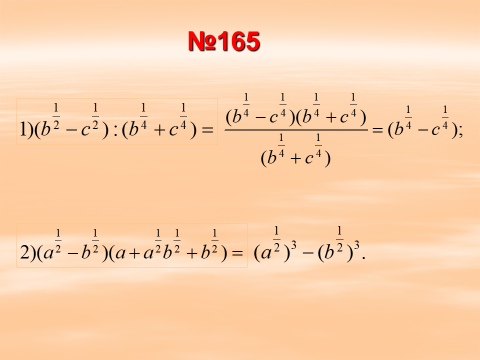 №165
1)(b^{1/2} − c^{1/2}) : (b^{1/4} + c^{1/4}) = \frac{(b^{1/4} − c^{1/4})(b^{1/4} + c^{1/4})}{(b^{1/4} + c^{1/4})} = (b^{1/4} − c^{1/4});
2)(a^{1/2} − b^{1/2})(a + a^{1/2}b^{1/2} + b^{1/2}) = (a^{1/2})^3 − (b^{1/2})^3.